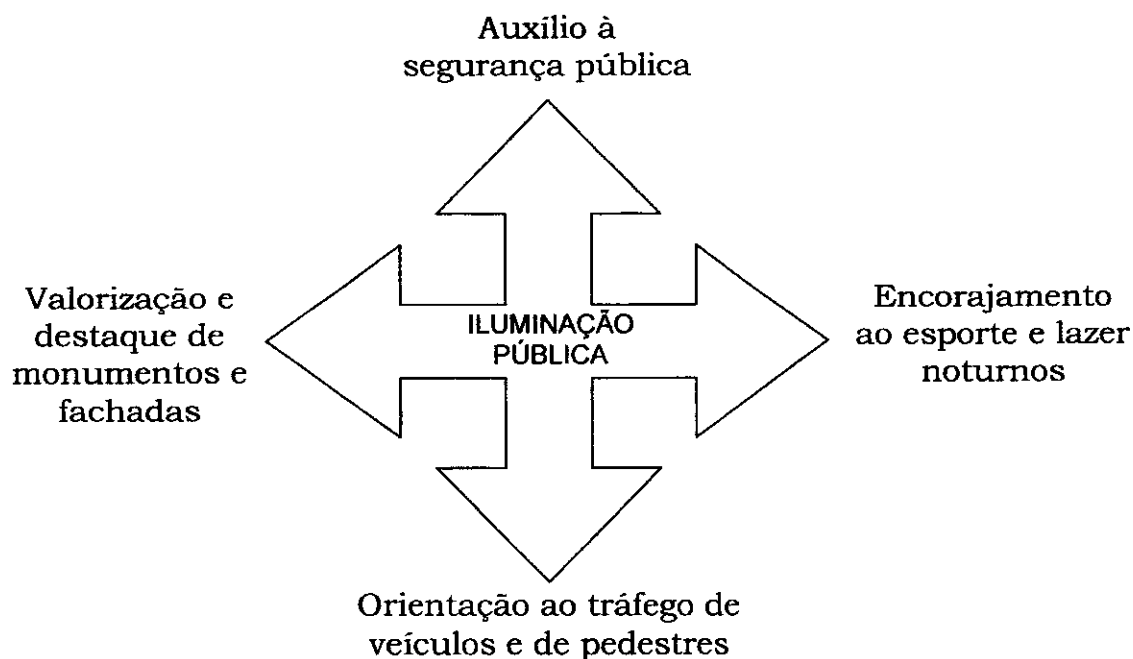 Auxílio à
segurança pública
Valorização e
destaque de
monumentos e
fachadas
ILUMINAÇÃO
PÚBLICA
Encorajamento
ao esporte e lazer
noturnos
Orientação ao tráfego de
veículos e de pedestres